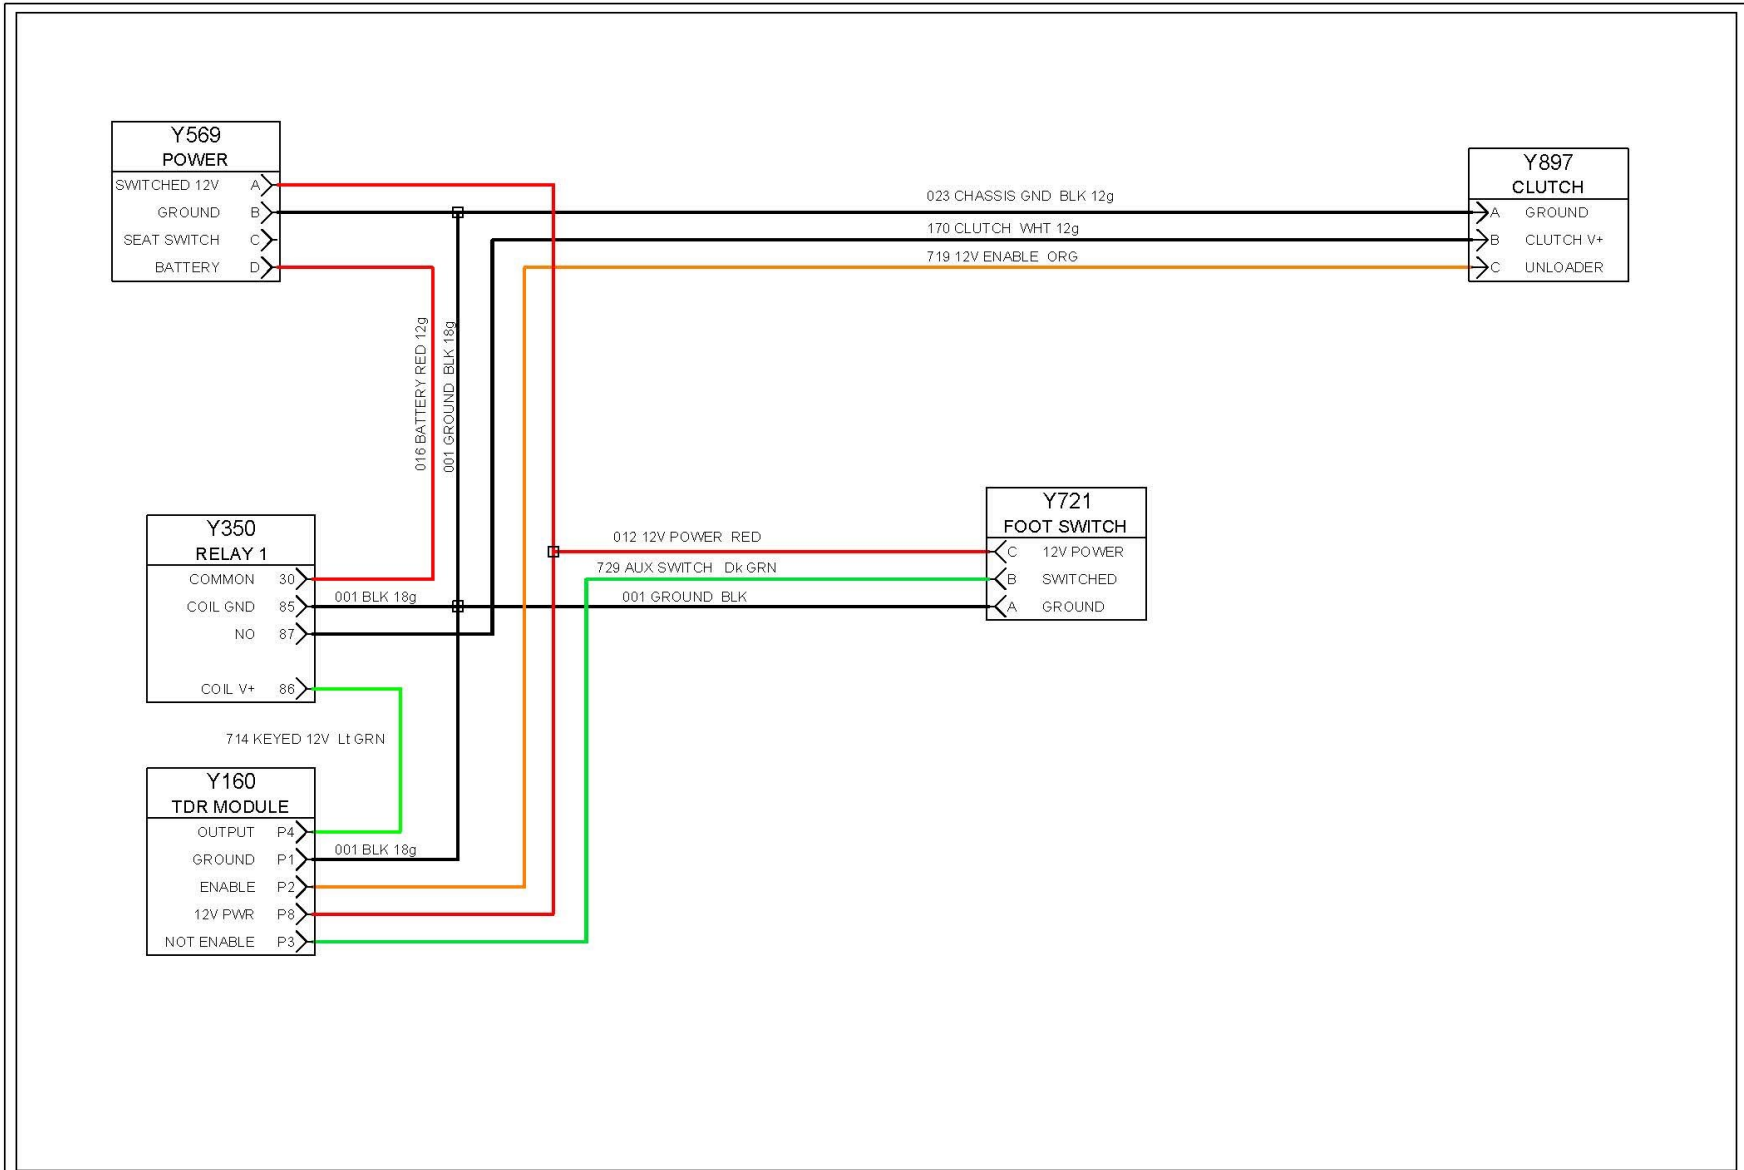 Y569
POWER
SWITCHED 12V A
GROUND B
SEAT SWITCH C
BATTERY D
Y897
CLUTCH
A GROUND
B CLUTCH V+
C UNLOADER
023 CHASSIS GND BLK 12g
170 CLUTCH WHT 12g
719 12V ENABLE ORG
016 BATTERY RED 12g
001 GROUND BLK 18g
Y350
RELAY 1
COMMON 30
COIL GND 85
NO 87
COIL V+ 86
001 BLK 18g
Y721
FOOT SWITCH
C 12V POWER
B SWITCHED
A GROUND
012 12V POWER RED
729 AUX SWITCH Dk GRN
001 GROUND BLK
714 KEYED 12V Lt GRN
Y160
TDR MODULE
OUTPUT P4
GROUND P1
ENABLE P2
12V PWR P8
NOT ENABLE P3
001 BLK 18g